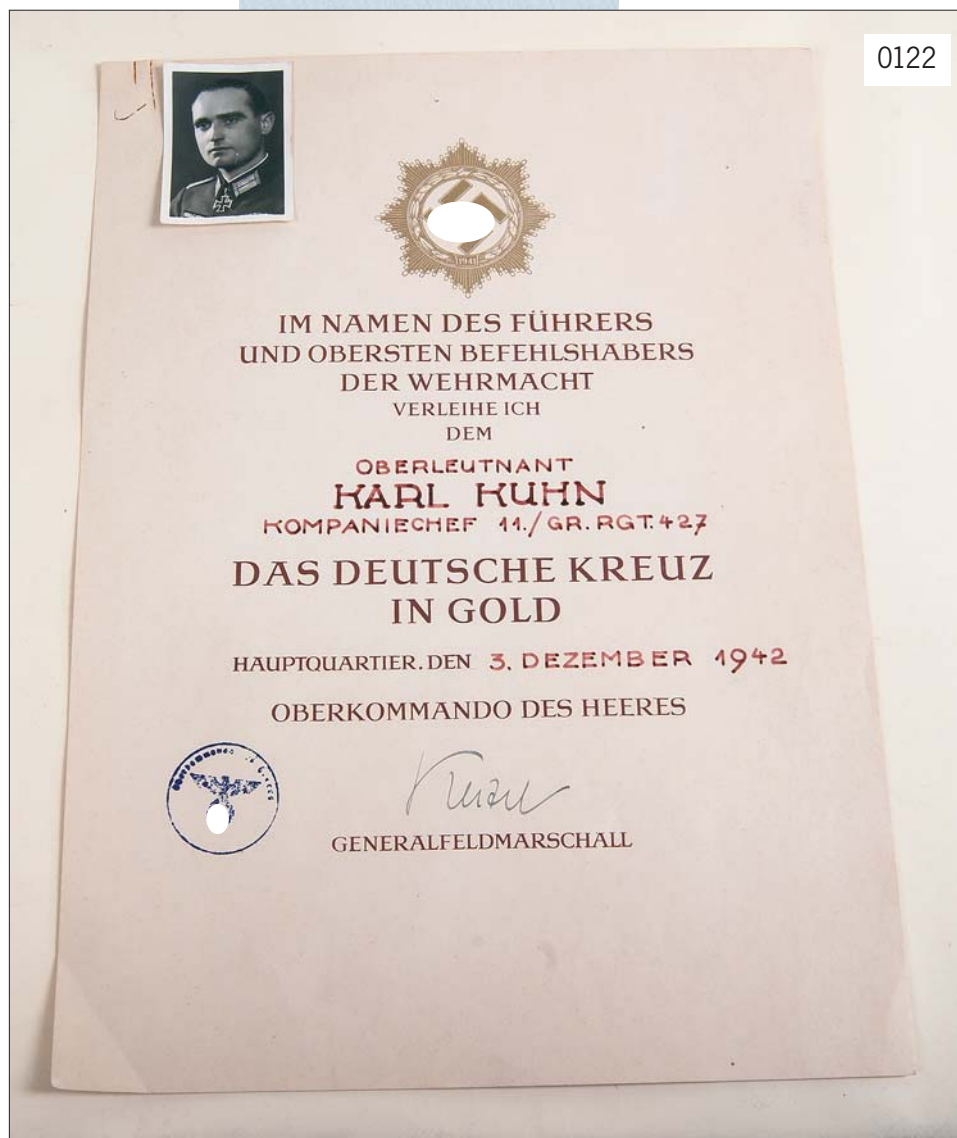 0122
1941
IM NAMEN DES FÜHRERS
UND OBERSTEN BEFEHLSHABERS
DER WEHRMACHT
VERLEIHE ICH
DEM
OBERLEUTNANT
KARL KUHN
KOMPANIECHEF 11./GR.RGT.427
DAS DEUTSCHE KREUZ
IN GOLD
HAUPTQUARTIER.DEN 3. DEZEMBER 1942
OBERKOMMANDO DES HEERES
GENERALFELDMARSCHALL